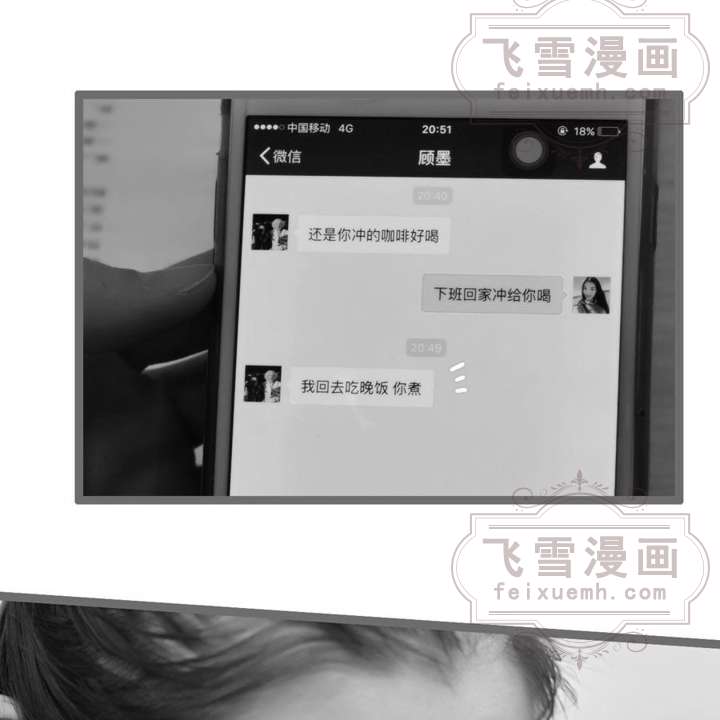 飞雪漫画
feixuemh.com
中国移动 4G 20:51 18%
微信 顾墨
20:40
还是你冲的咖啡好喝
下班回家冲给你喝
20:49
我回去吃晚饭 你煮
飞雪漫画
feixuemh.com